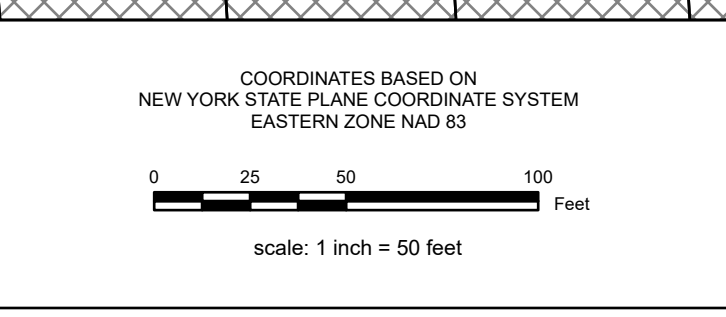 COORDINATES BASED ON
NEW YORK STATE PLANE COORDINATE SYSTEM
EASTERN ZONE NAD 83
0 25 50 100
Feet
scale: 1 inch = 50 feet